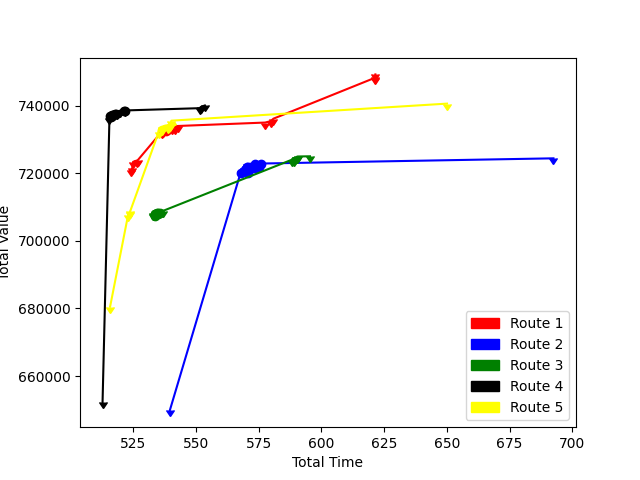 740000
720000
700000
680000
660000
Total Value
525
550
575
600
625
650
675
700
Total Time
Route 1
Route 2
Route 3
Route 4
Route 5